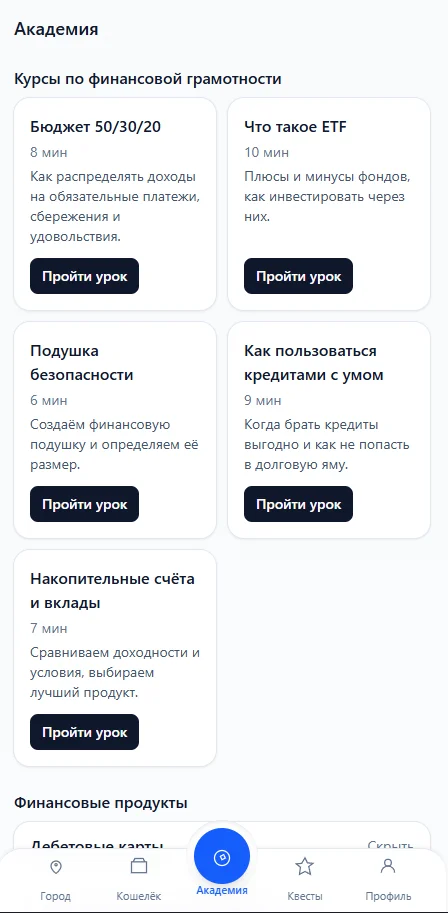 Академия
Курсы по финансовой грамотности
Бюджет 50/30/20
8 мин
Как распределять доходы
на обязательные платежи,
сбережения и
удовольствия.
Пройти урок
Что такое ETF
10 мин
Плюсы и минусы фондов,
как инвестировать через
них.
Пройти урок
Подушка
безопасности
6 мин
Создаём финансовую
подушку и определяем её
размер.
Пройти урок
Как пользоваться
кредитами с умом
9 мин
Когда брать кредиты
выгодно и как не попасть
в долговую яму.
Пройти урок
Накопительные счёта
и вклады
7 мин
Сравниваем доходности и
условия, выбираем
лучший продукт.
Пройти урок
Финансовые продукты
Дебетовые карты
Скрыть
Город
Кошелёк
Академия
Квесты
Профиль